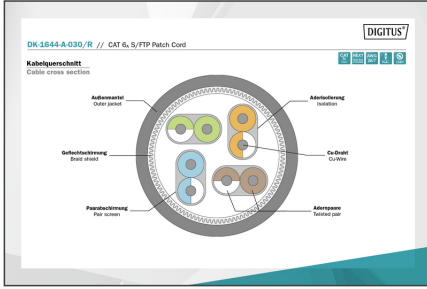 DIGITUS®
DK-1644-A-030/R // CAT 6A S/FTP Patch Cord
Kabelquerschnitt
Cable cross section
Außenmantel
Outer jacket
Aderisolierung
Isolation
Geflechtschirmung
Braid shield
Cu-Draht
Cu-Wire
Paarabschirmung
Pair screen
Adernpaare
Twisted pair